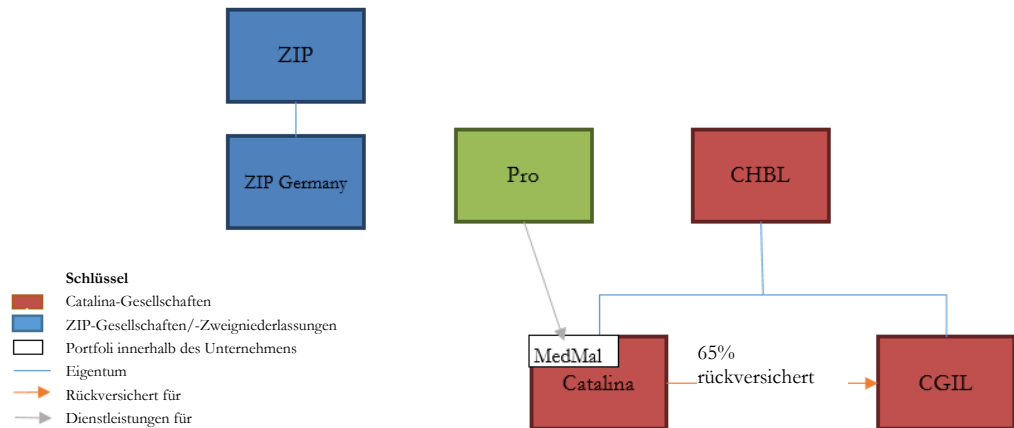 ZIP
ZIP Germany
Pro
CHBL
Schlüssel
Catalina-Gesellschaften
ZIP-Gesellschaften/-Zweigniederlassungen
Portfoli innerhalb des Unternehmens
Eigentum
Rückversichert für
Dienstleistungen für
MedMal
Catalina
65%
rückversichert
CGIL